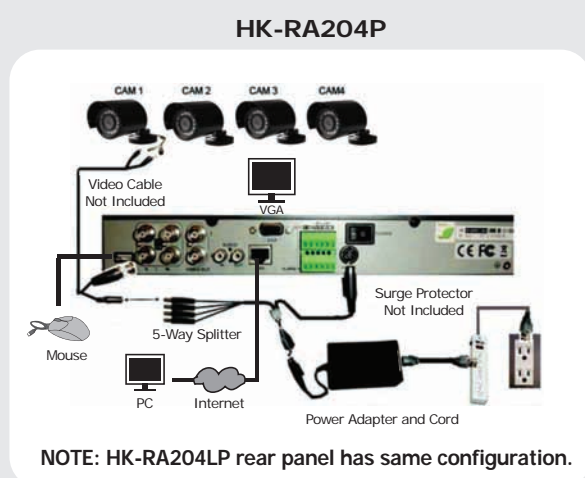 HK-RA204P
CAM 1 CAM 2 CAM 3 CAM4
Video Cable
Not Included
VGA
Surge Protector
Not Included
5-Way Splitter
Mouse
PC
Internet
Power Adapter and Cord
NOTE: HK-RA204LP rear panel has same configuration.